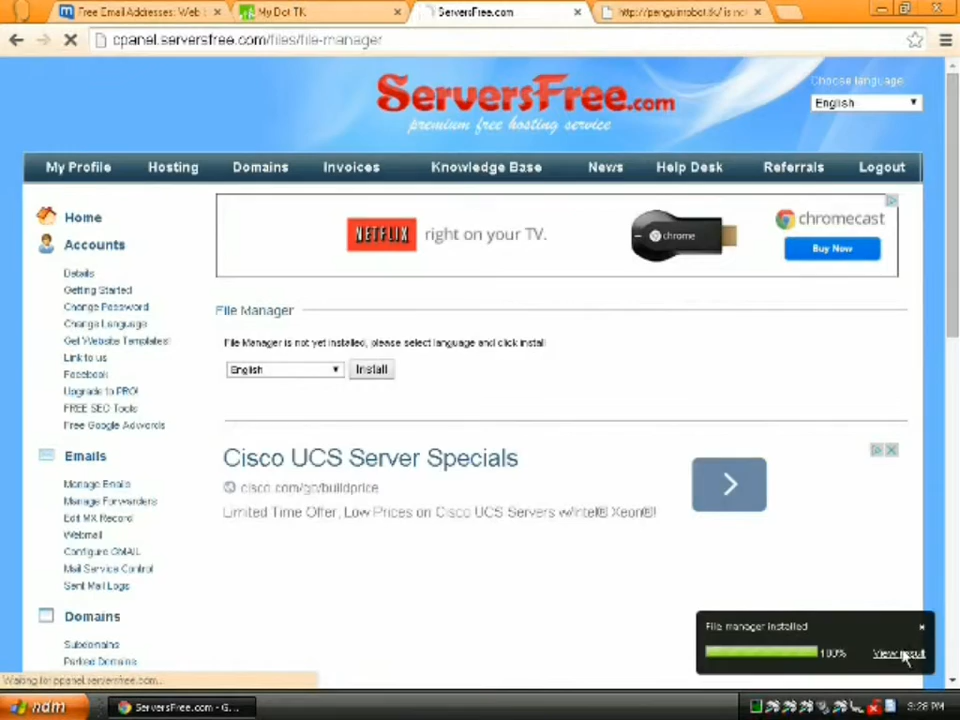 Free Email Addresses: Web
My Dot TK
ServersFree.com
http://penguinrobot.tk/ is no
cpanel.serversfree.com/files/file-manager
SERVERSFREE.com
premium free hosting service
Choose language:
English
My Profile Hosting Domains Invoices Knowledge Base News Help Desk Referrals Logout
Home
Accounts
Details
Getting Started
Change Password
Change Language
Get Website Templates!
Link to us
Facebook
Upgrade to PRO!
FREE SEO Tools
Free Google Adwords
Emails
Manage Emails
Manage Forwarders
Edit MX Record
Webmail
Configure GMAIL
Mail Service Control
Sent Mail Logs
Domains
Subdomains
Parked Domains
NETFLIX right on your TV.
chrome
chromecast
Buy Now
File Manager
File Manager is not yet installed, please select language and click install
English
Install
Cisco UCS Server Specials
cisco.com/go/buildprice
Limited Time Offer, Low Prices on Cisco UCS Servers w/Intel® Xeon®!
File manager installed
100%
View result
Waiting for cpanel.serversfree.com...
ndm
ServersFree.com - G...
9:28 PM